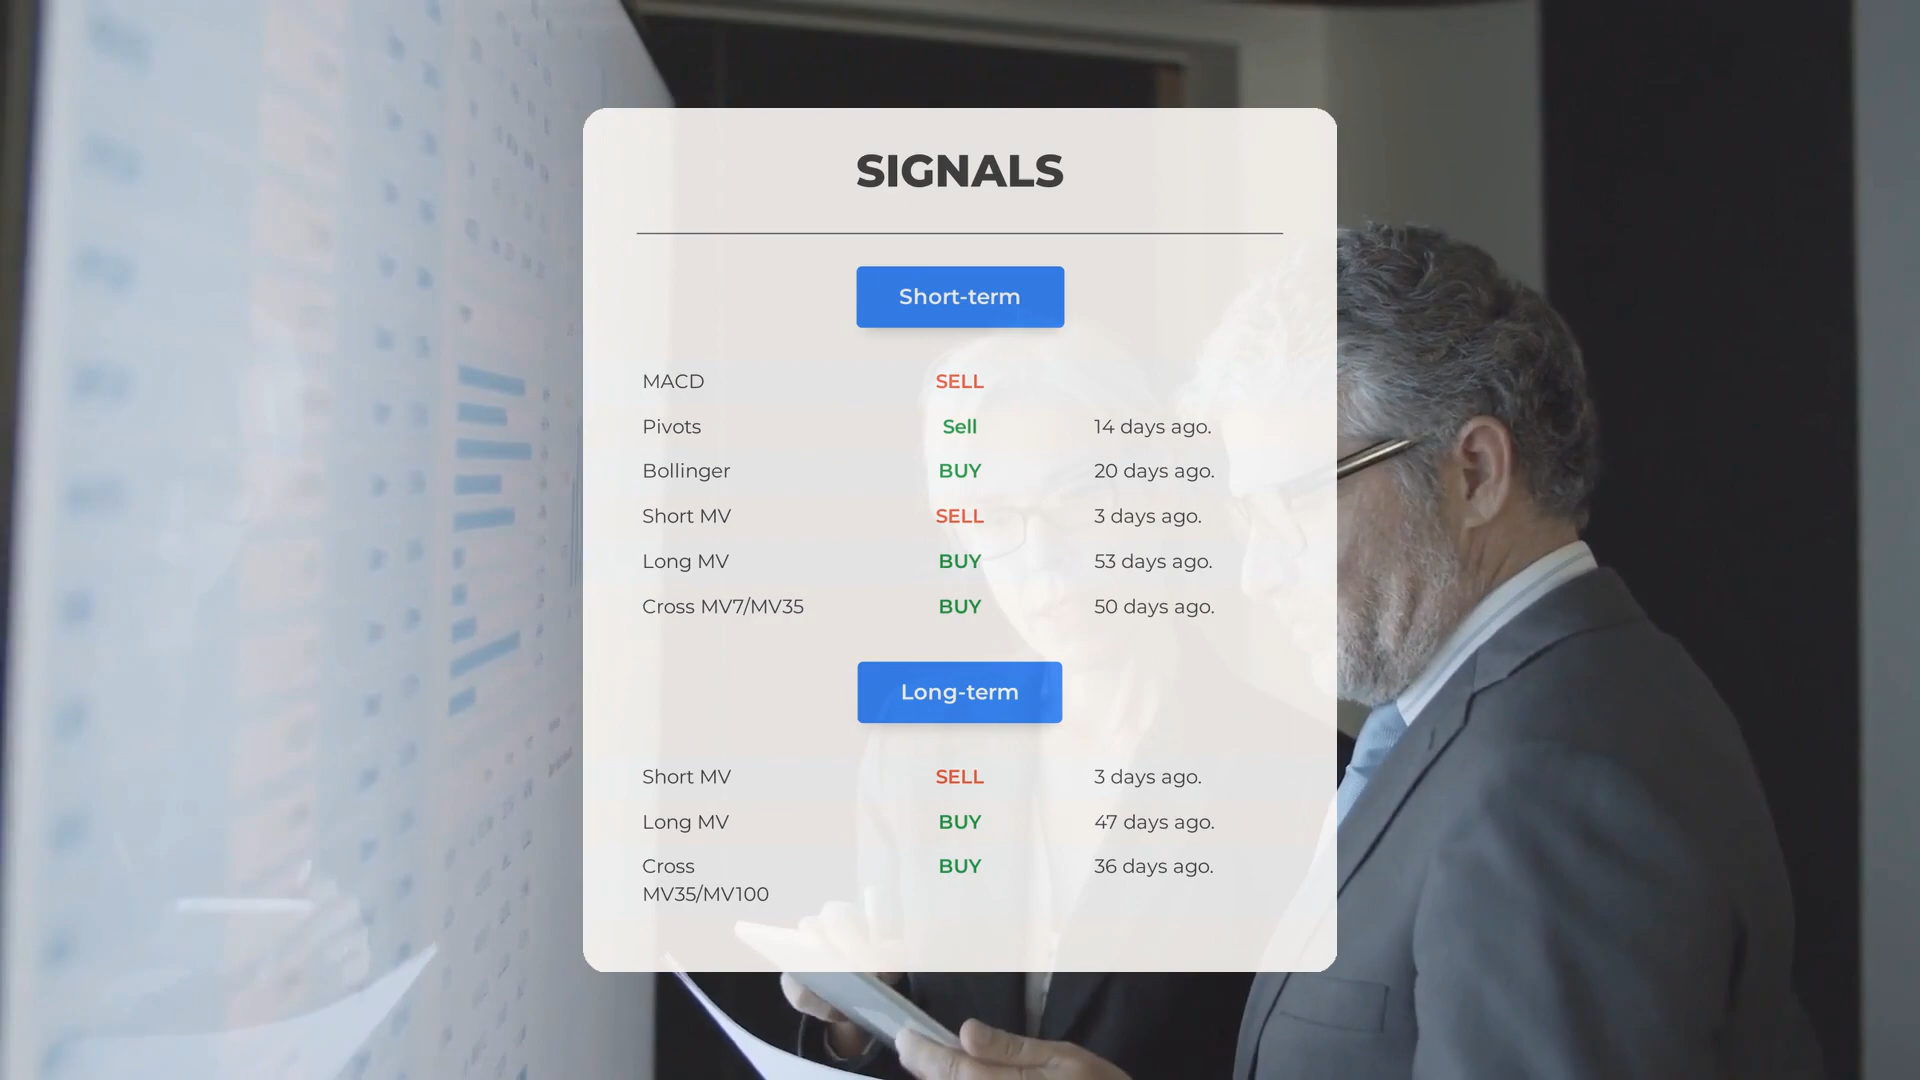 SIGNALS
Short-term
MACD SELL
Pivots Sell 14 days ago.
Bollinger BUY 20 days ago.
Short MV SELL 3 days ago.
Long MV BUY 53 days ago.
Cross MV7/MV35 BUY 50 days ago.
Long-term
Short MV SELL 3 days ago.
Long MV BUY 47 days ago.
Cross BUY 36 days ago.
MV35/MV100